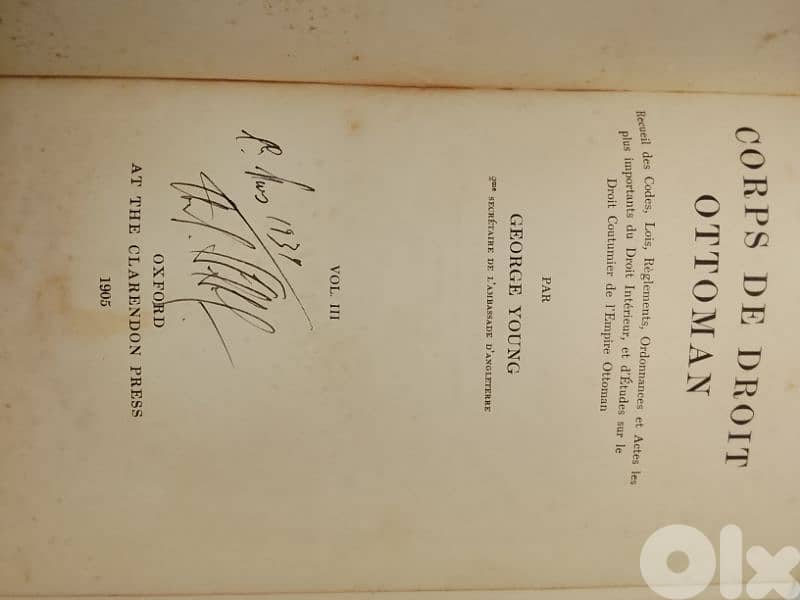 CORPS DE DROIT
OTTOMAN
Recueil des Codes, Lois, Règlements, Ordonnances et Actes les
plus importants du Droit Intérieur, et d'Études sur le
Droit Coutumier de l'Empire Ottoman
PAR
GEORGE YOUNG
SECRÉTAIRE DE L'AMBASSADE D'ANGLETERRE
VOL. III
OXFORD
AT THE CLARENDON PRESS
1905
Olx